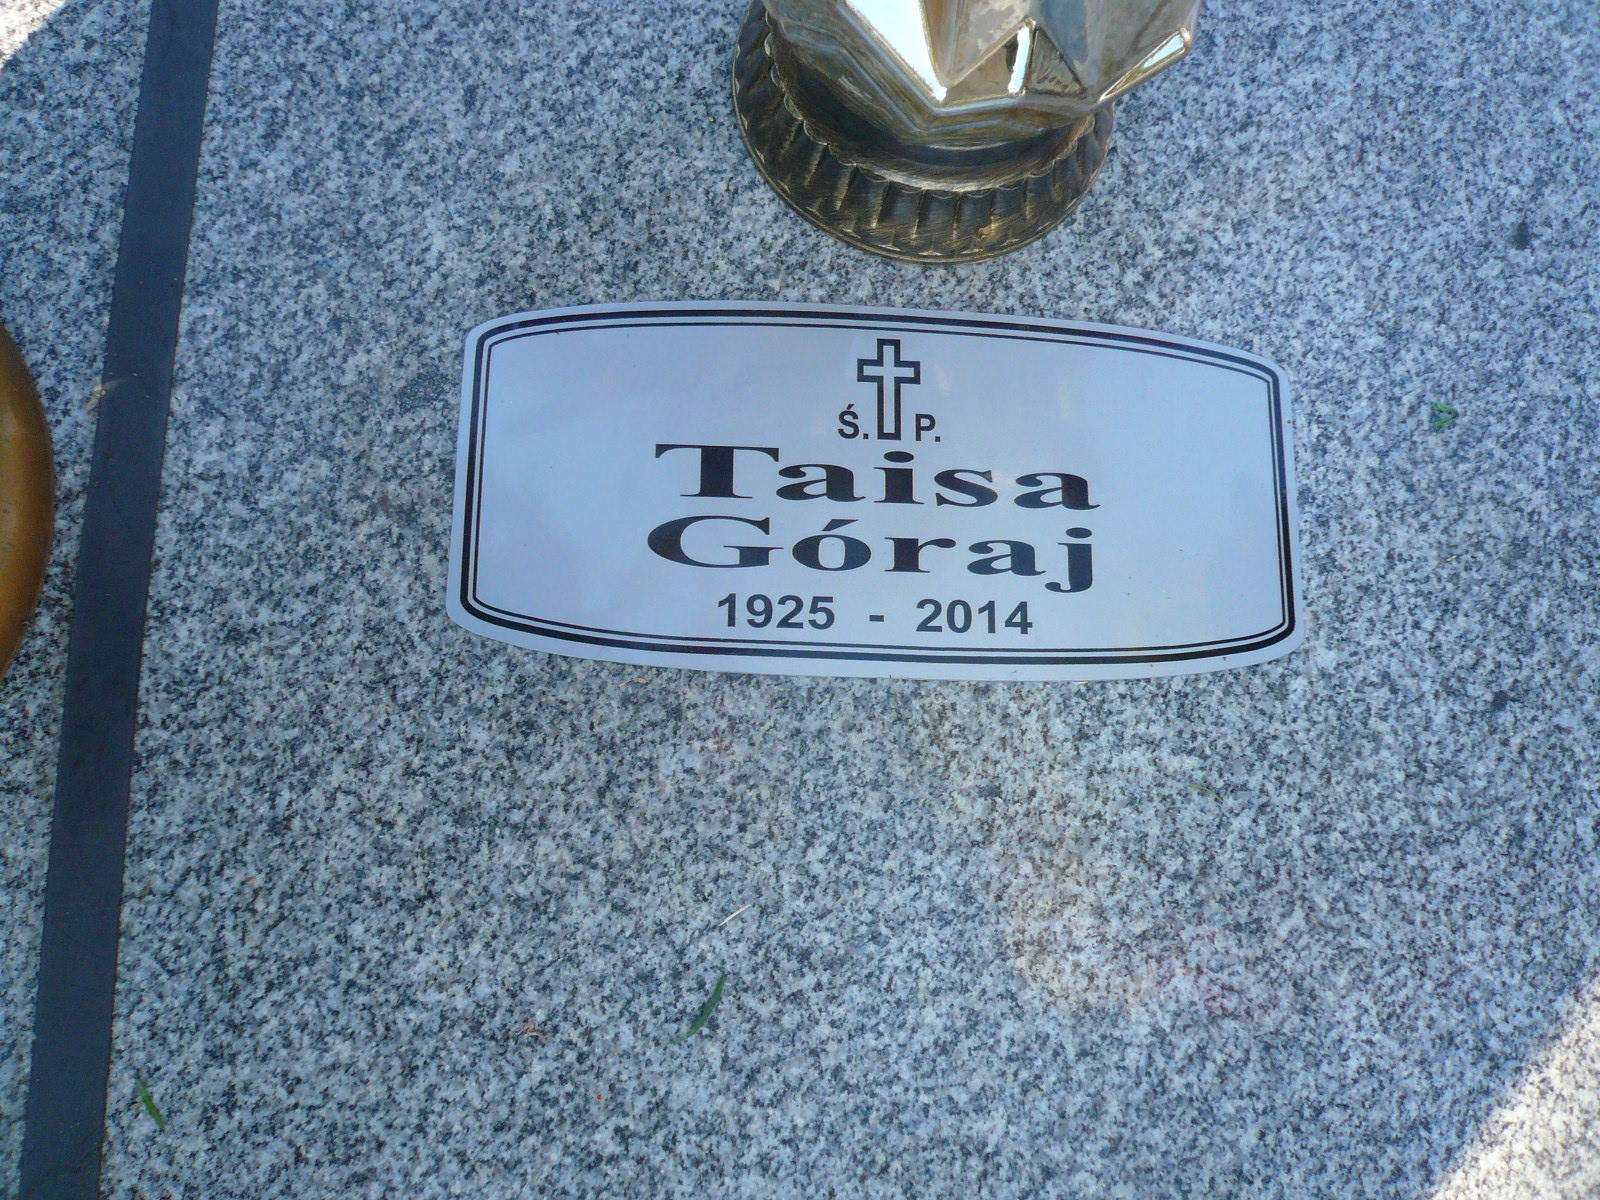 Ś. P.
Taisa
Góraj
1925 - 2014